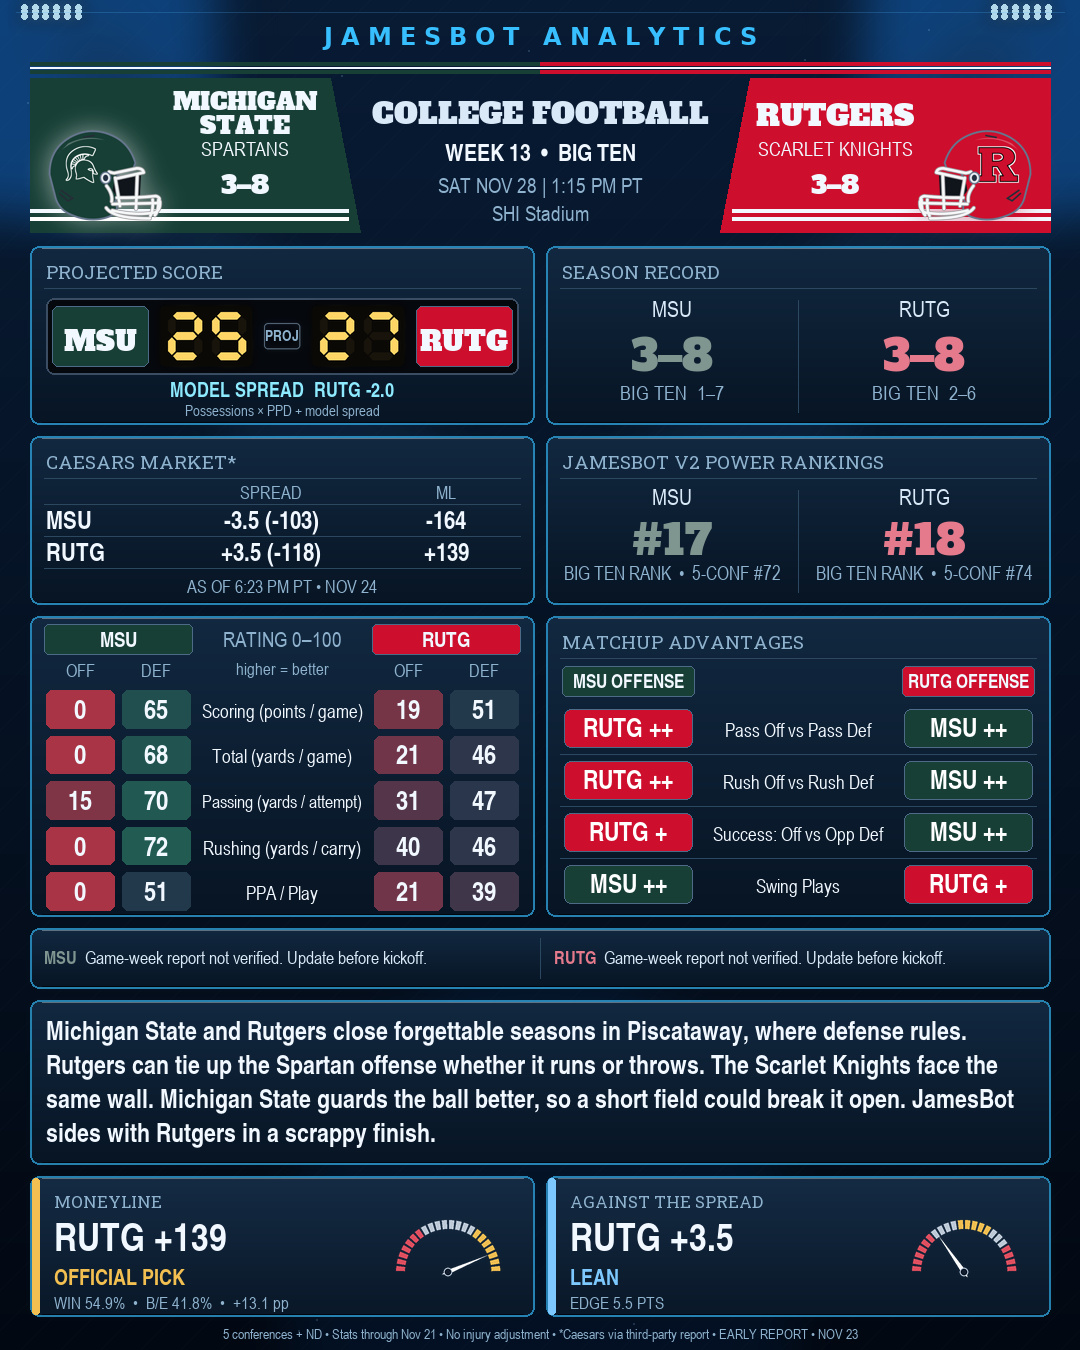 JAMESBOT ANALYTICS
MICHIGAN STATE
SPARTANS
3–8
COLLEGE FOOTBALL
WEEK 13 • BIG TEN
SAT NOV 28 | 1:15 PM PT
SHI Stadium
RUTGERS
SCARLET KNIGHTS
3–8
R
PROJECTED SCORE
MSU 25 PROJ 27 RUTG
MODEL SPREAD RUTG -2.0
Possessions × PPD + model spread
SEASON RECORD
MSU RUTG
3–8 3–8
BIG TEN 1–7 BIG TEN 2–6
CAESARS MARKET*
SPREAD ML
MSU -3.5 (-103) -164
RUTG +3.5 (-118) +139
AS OF 6:23 PM PT • NOV 24
JAMESBOT V2 POWER RANKINGS
MSU RUTG
#17 #18
BIG TEN RANK • 5-CONF #72 BIG TEN RANK • 5-CONF #74
MSU RATING 0–100 RUTG
OFF DEF higher = better OFF DEF
0 65 Scoring (points / game) 19 51
0 68 Total (yards / game) 21 46
15 70 Passing (yards / attempt) 31 47
0 72 Rushing (yards / carry) 40 46
0 51 PPA / Play 21 39
MATCHUP ADVANTAGES
MSU OFFENSE RUTG OFFENSE
RUTG ++ Pass Off vs Pass Def MSU ++
RUTG ++ Rush Off vs Rush Def MSU ++
RUTG + Success: Off vs Opp Def MSU ++
MSU ++ Swing Plays RUTG +
MSU Game-week report not verified. Update before kickoff.
RUTG Game-week report not verified. Update before kickoff.
Michigan State and Rutgers close forgettable seasons in Piscataway, where defense rules.
Rutgers can tie up the Spartan offense whether it runs or throws. The Scarlet Knights face the
same wall. Michigan State guards the ball better, so a short field could break it open. JamesBot
sides with Rutgers in a scrappy finish.
MONEYLINE
RUTG +139
OFFICIAL PICK
WIN 54.9% • B/E 41.8% • +13.1 pp
AGAINST THE SPREAD
RUTG +3.5
LEAN
EDGE 5.5 PTS
5 conferences + ND • Stats through Nov 21 • No injury adjustment • *Caesars via third-party report • EARLY REPORT • NOV 23